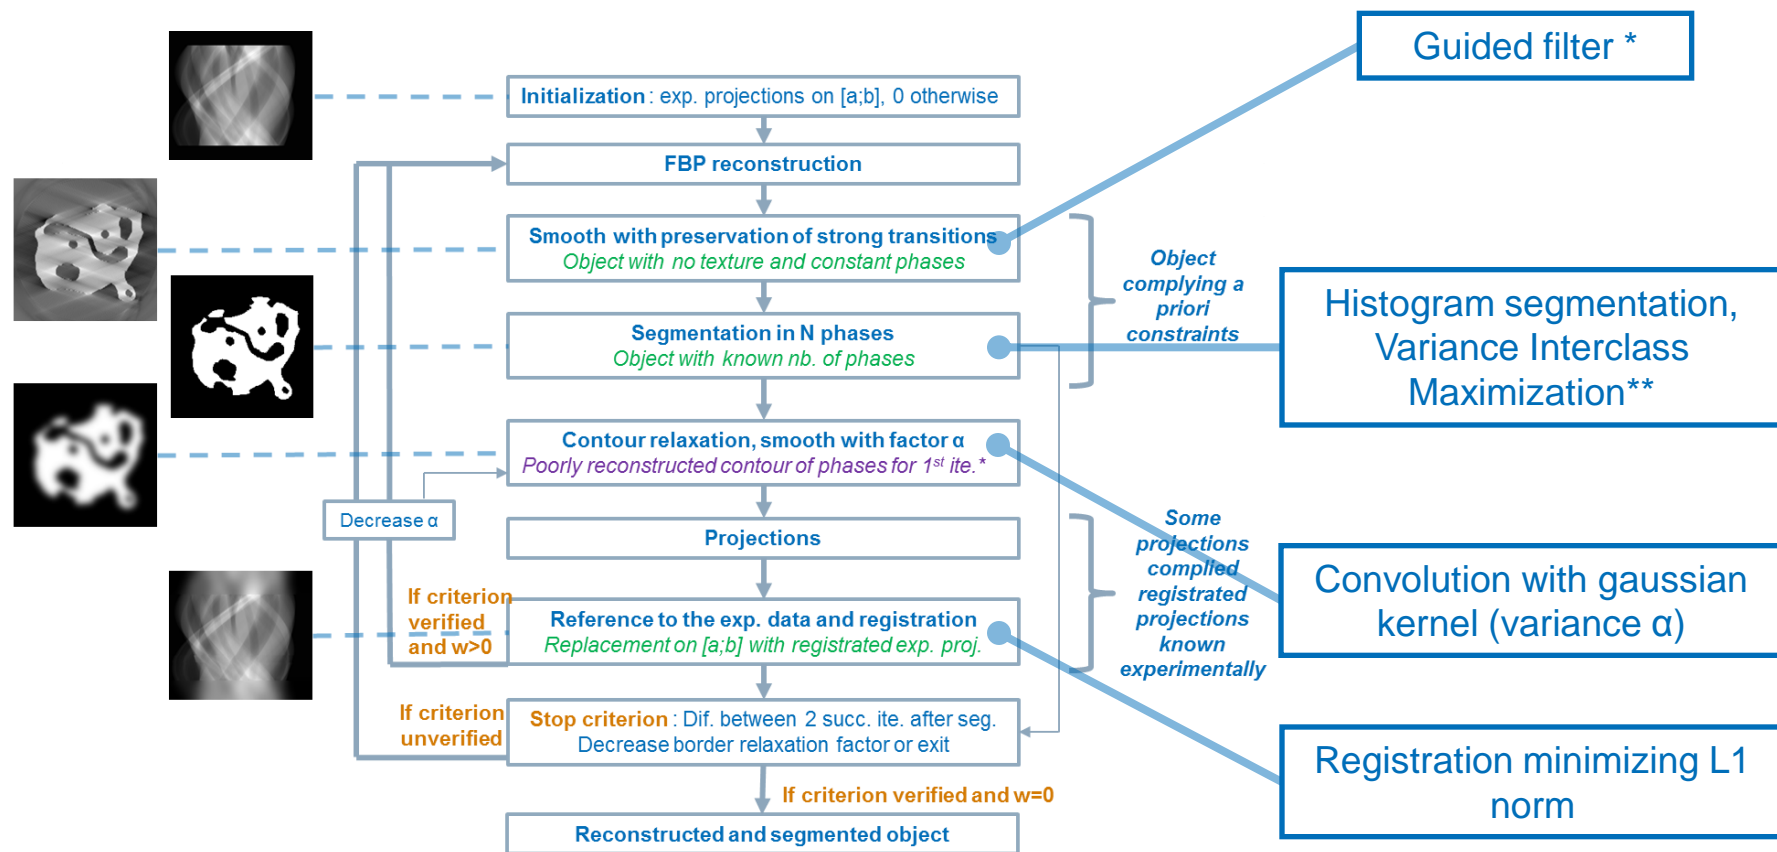 Guided filter *
Initialization : exp. projections on [a;b], 0 otherwise
FBP reconstruction
Smooth with preservation of strong transitions
Object with no texture and constant phases
Object
complying a
priori
constraints
Histogram segmentation,
Variance Interclass
Maximization**
Segmentation in N phases
Object with known nb. of phases
Contour relaxation, smooth with factor α
Poorly reconstructed contour of phases for 1st ite.*
Decrease α
Projections
Some
projections
complied
registrated
projections
known
experimentally
Convolution with gaussian
kernel (variance α)
If criterion
verified
and w>0
Reference to the exp. data and registration
Replacement on [a;b] with registrated exp. proj.
If criterion
unverified
Stop criterion : Dif. between 2 succ. ite. after seg.
Decrease border relaxation factor or exit
Registration minimizing L1
norm
If criterion verified and w=0
Reconstructed and segmented object